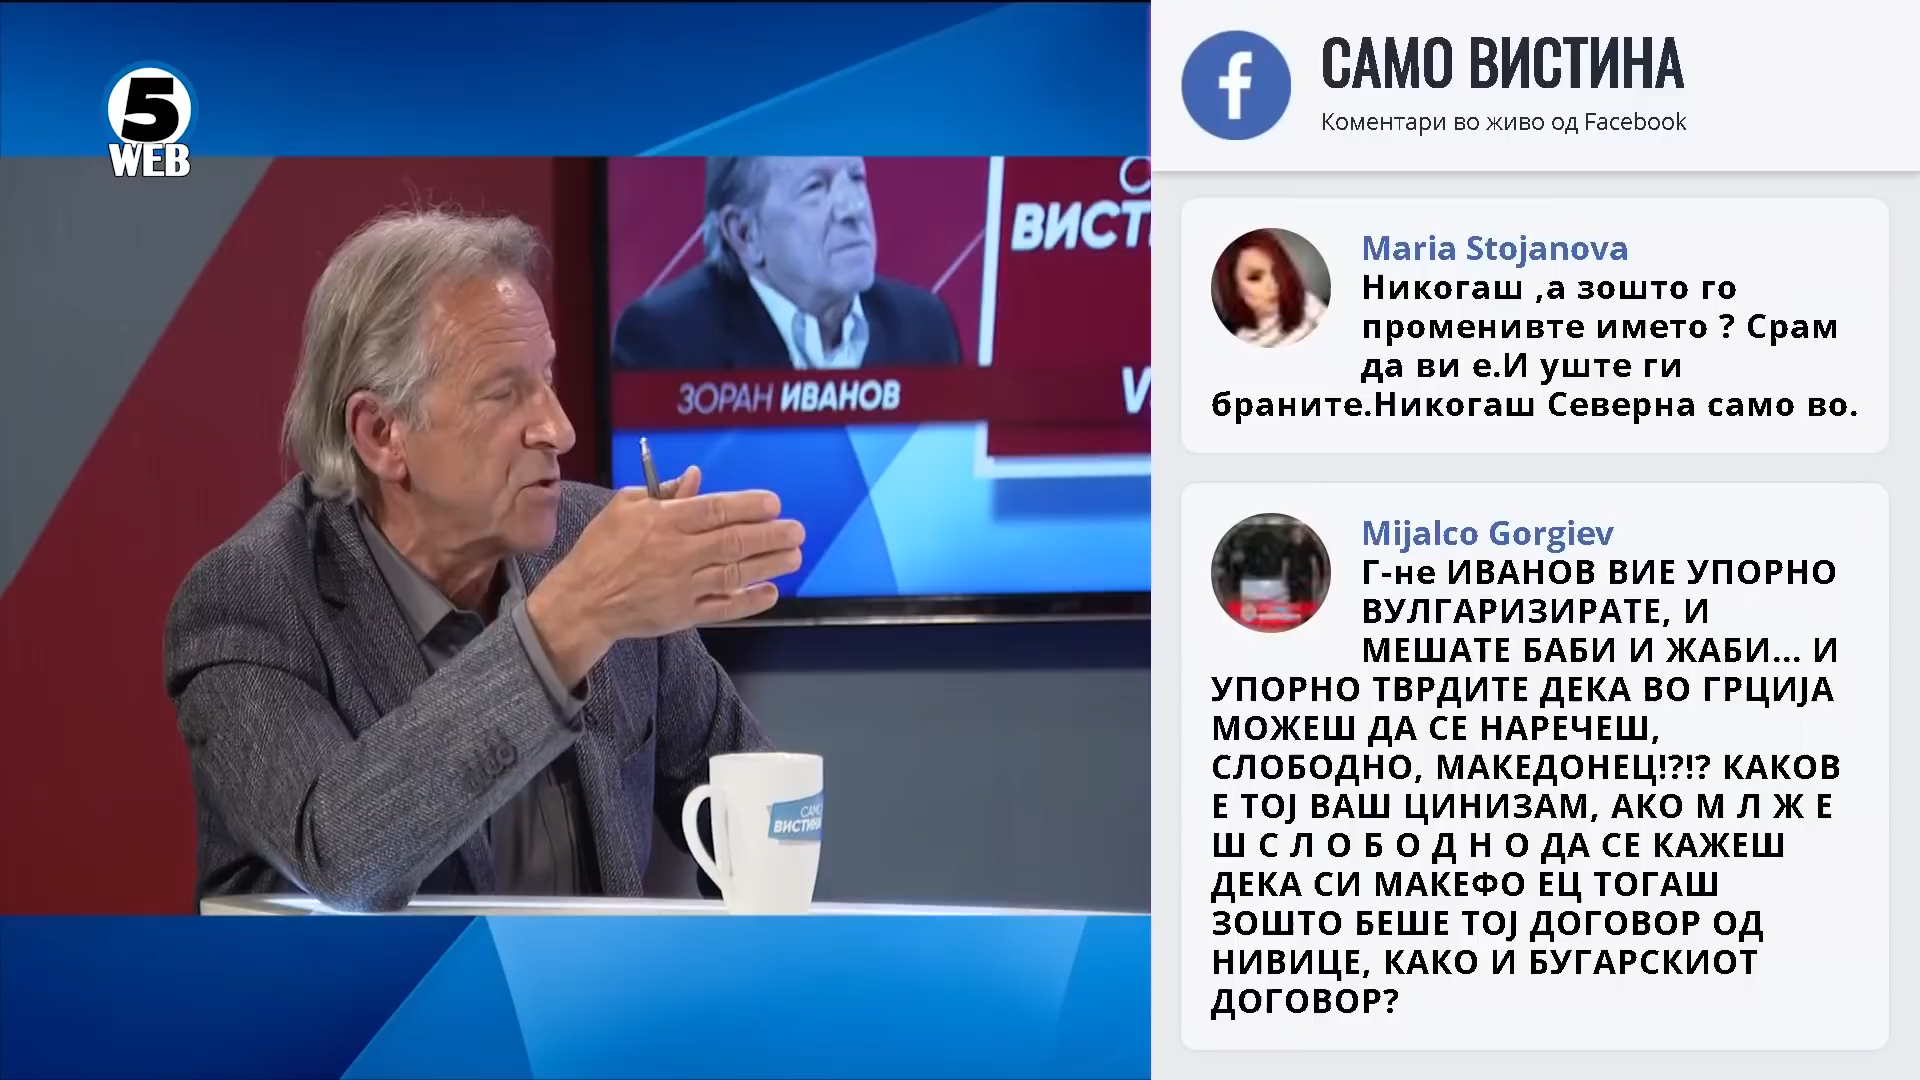 5
WEB
ВИСТ
ЗОРАН ИВАНОВ
САМО
ВИСТИНА
САМО ВИСТИНА
Коментари во живо од Facebook
Maria Stojanova
Никогаш ,а зошто го
променивте името ? Срам
да ви е.И уште ги
браните.Никогаш Северна само во.
Mijalco Gorgiev
Г-не ИВАНОВ ВИЕ УПОРНО
ВУЛГАРИЗИРАТЕ, И
МЕШАТЕ БАБИ И ЖАБИ... И
УПОРНО ТВРДИТЕ ДЕКА ВО ГРЦИЈА
МОЖЕШ ДА СЕ НАРЕЧЕШ,
СЛОБОДНО, МАКЕДОНЕЦ!?!? КАКОВ
Е ТОЈ ВАШ ЦИНИЗАМ, АКО М Л Ж Е
Ш С Л О Б О Д Н О ДА СЕ КАЖЕШ
ДЕКА СИ МАКЕФО ЕЦ ТОГАШ
ЗОШТО БЕШЕ ТОЈ ДОГОВОР ОД
НИВИЦЕ, КАКО И БУГАРСКИОТ
ДОГОВОР?